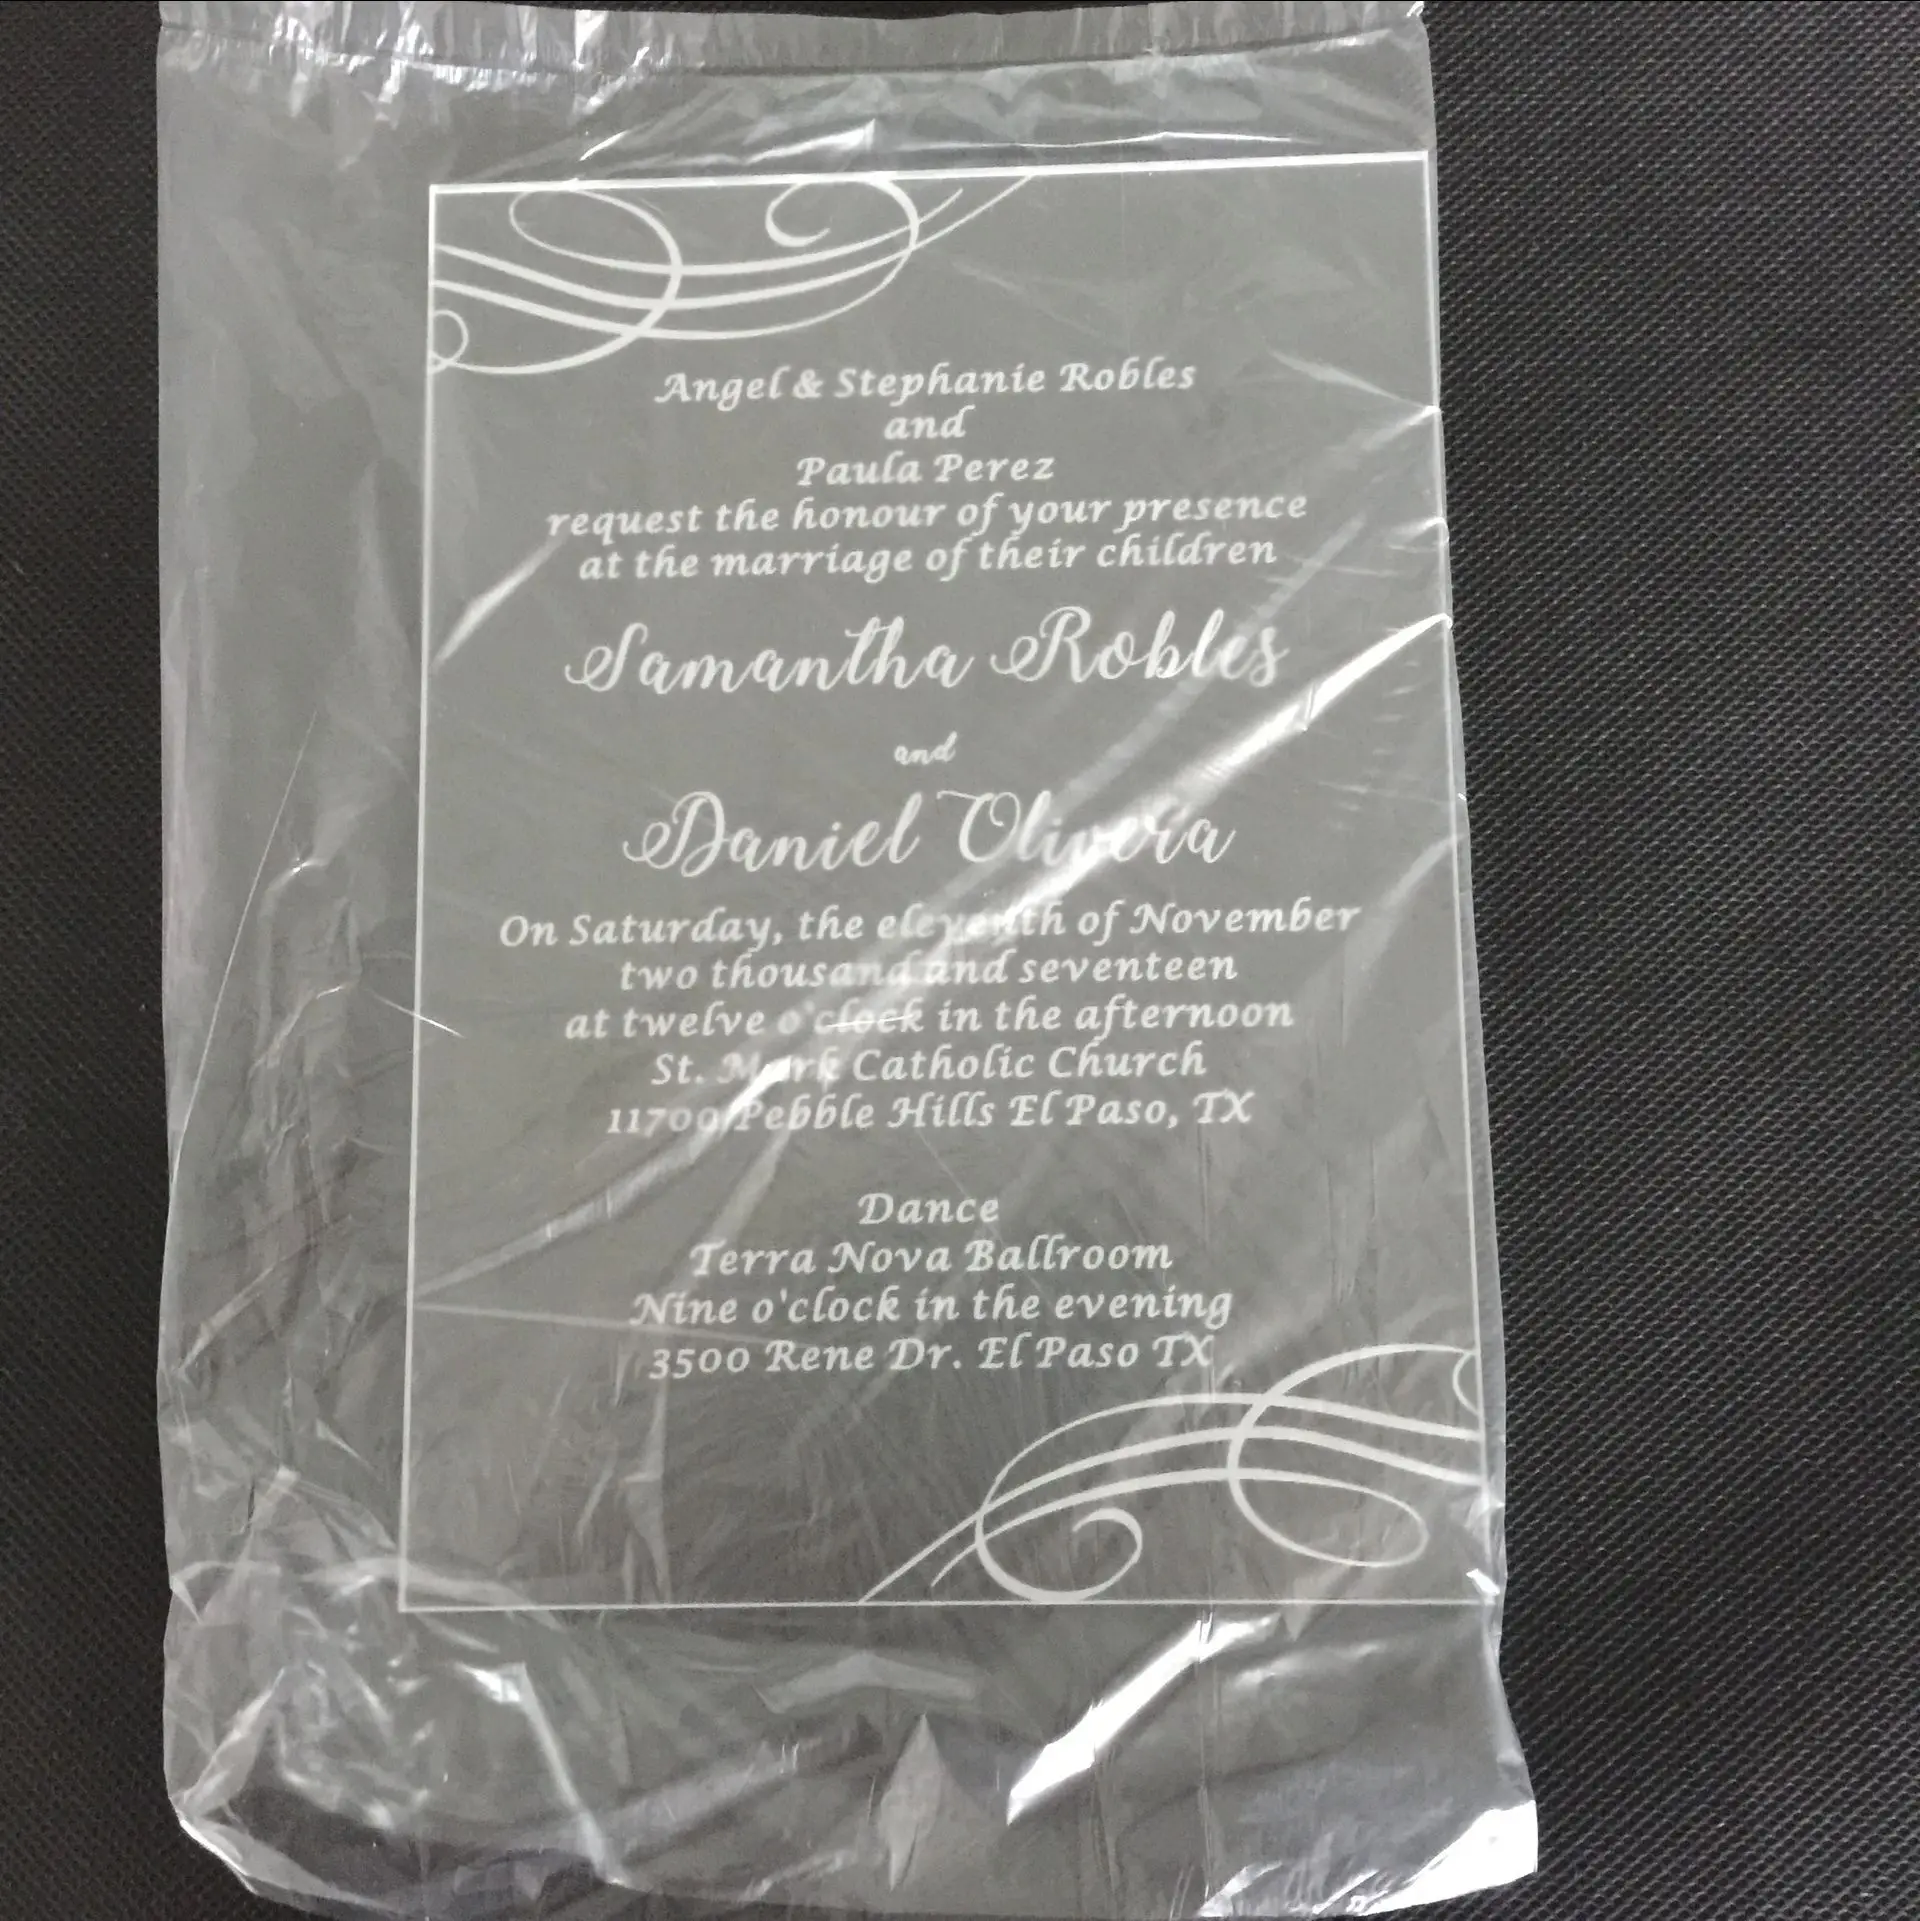 Angel & Stephanie Robles
and
Paula Perez
request the honour of your presence
at the marriage of their children
Samantha Robles
and
Daniel Olivera
On Saturday, the eleventh of November
two thousand and seventeen
at twelve o'clock in the afternoon
St. Mark Catholic Church
11700 Pebble Hills El Paso, TX
Dance
Terra Nova Ballroom
Nine o'clock in the evening
3500 Rene Dr. El Paso TX